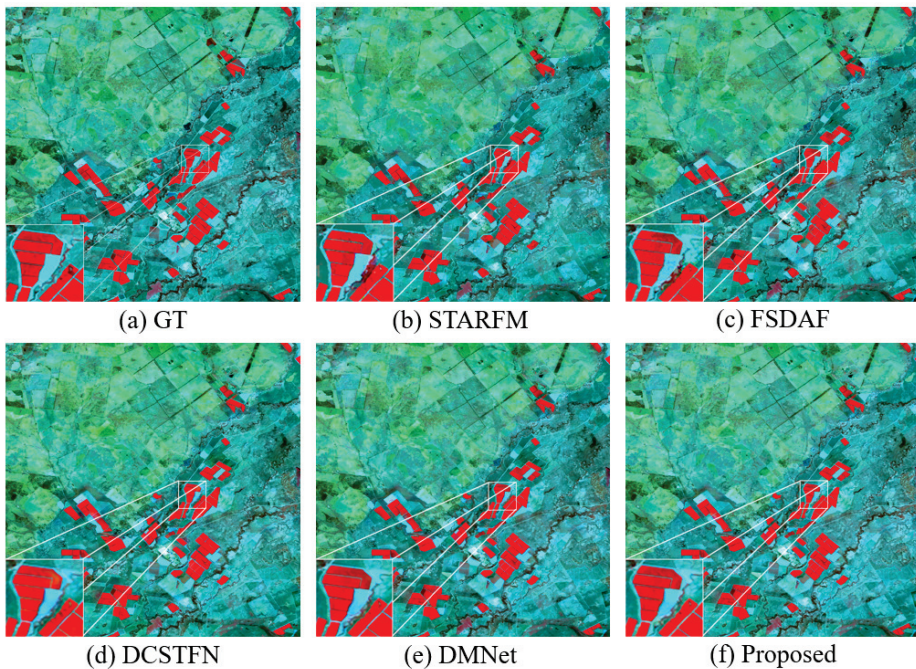 (a) GT
(b) STARFM
(c) FSDAF
(d) DCSTFN
(e) DMNet
(f) Proposed